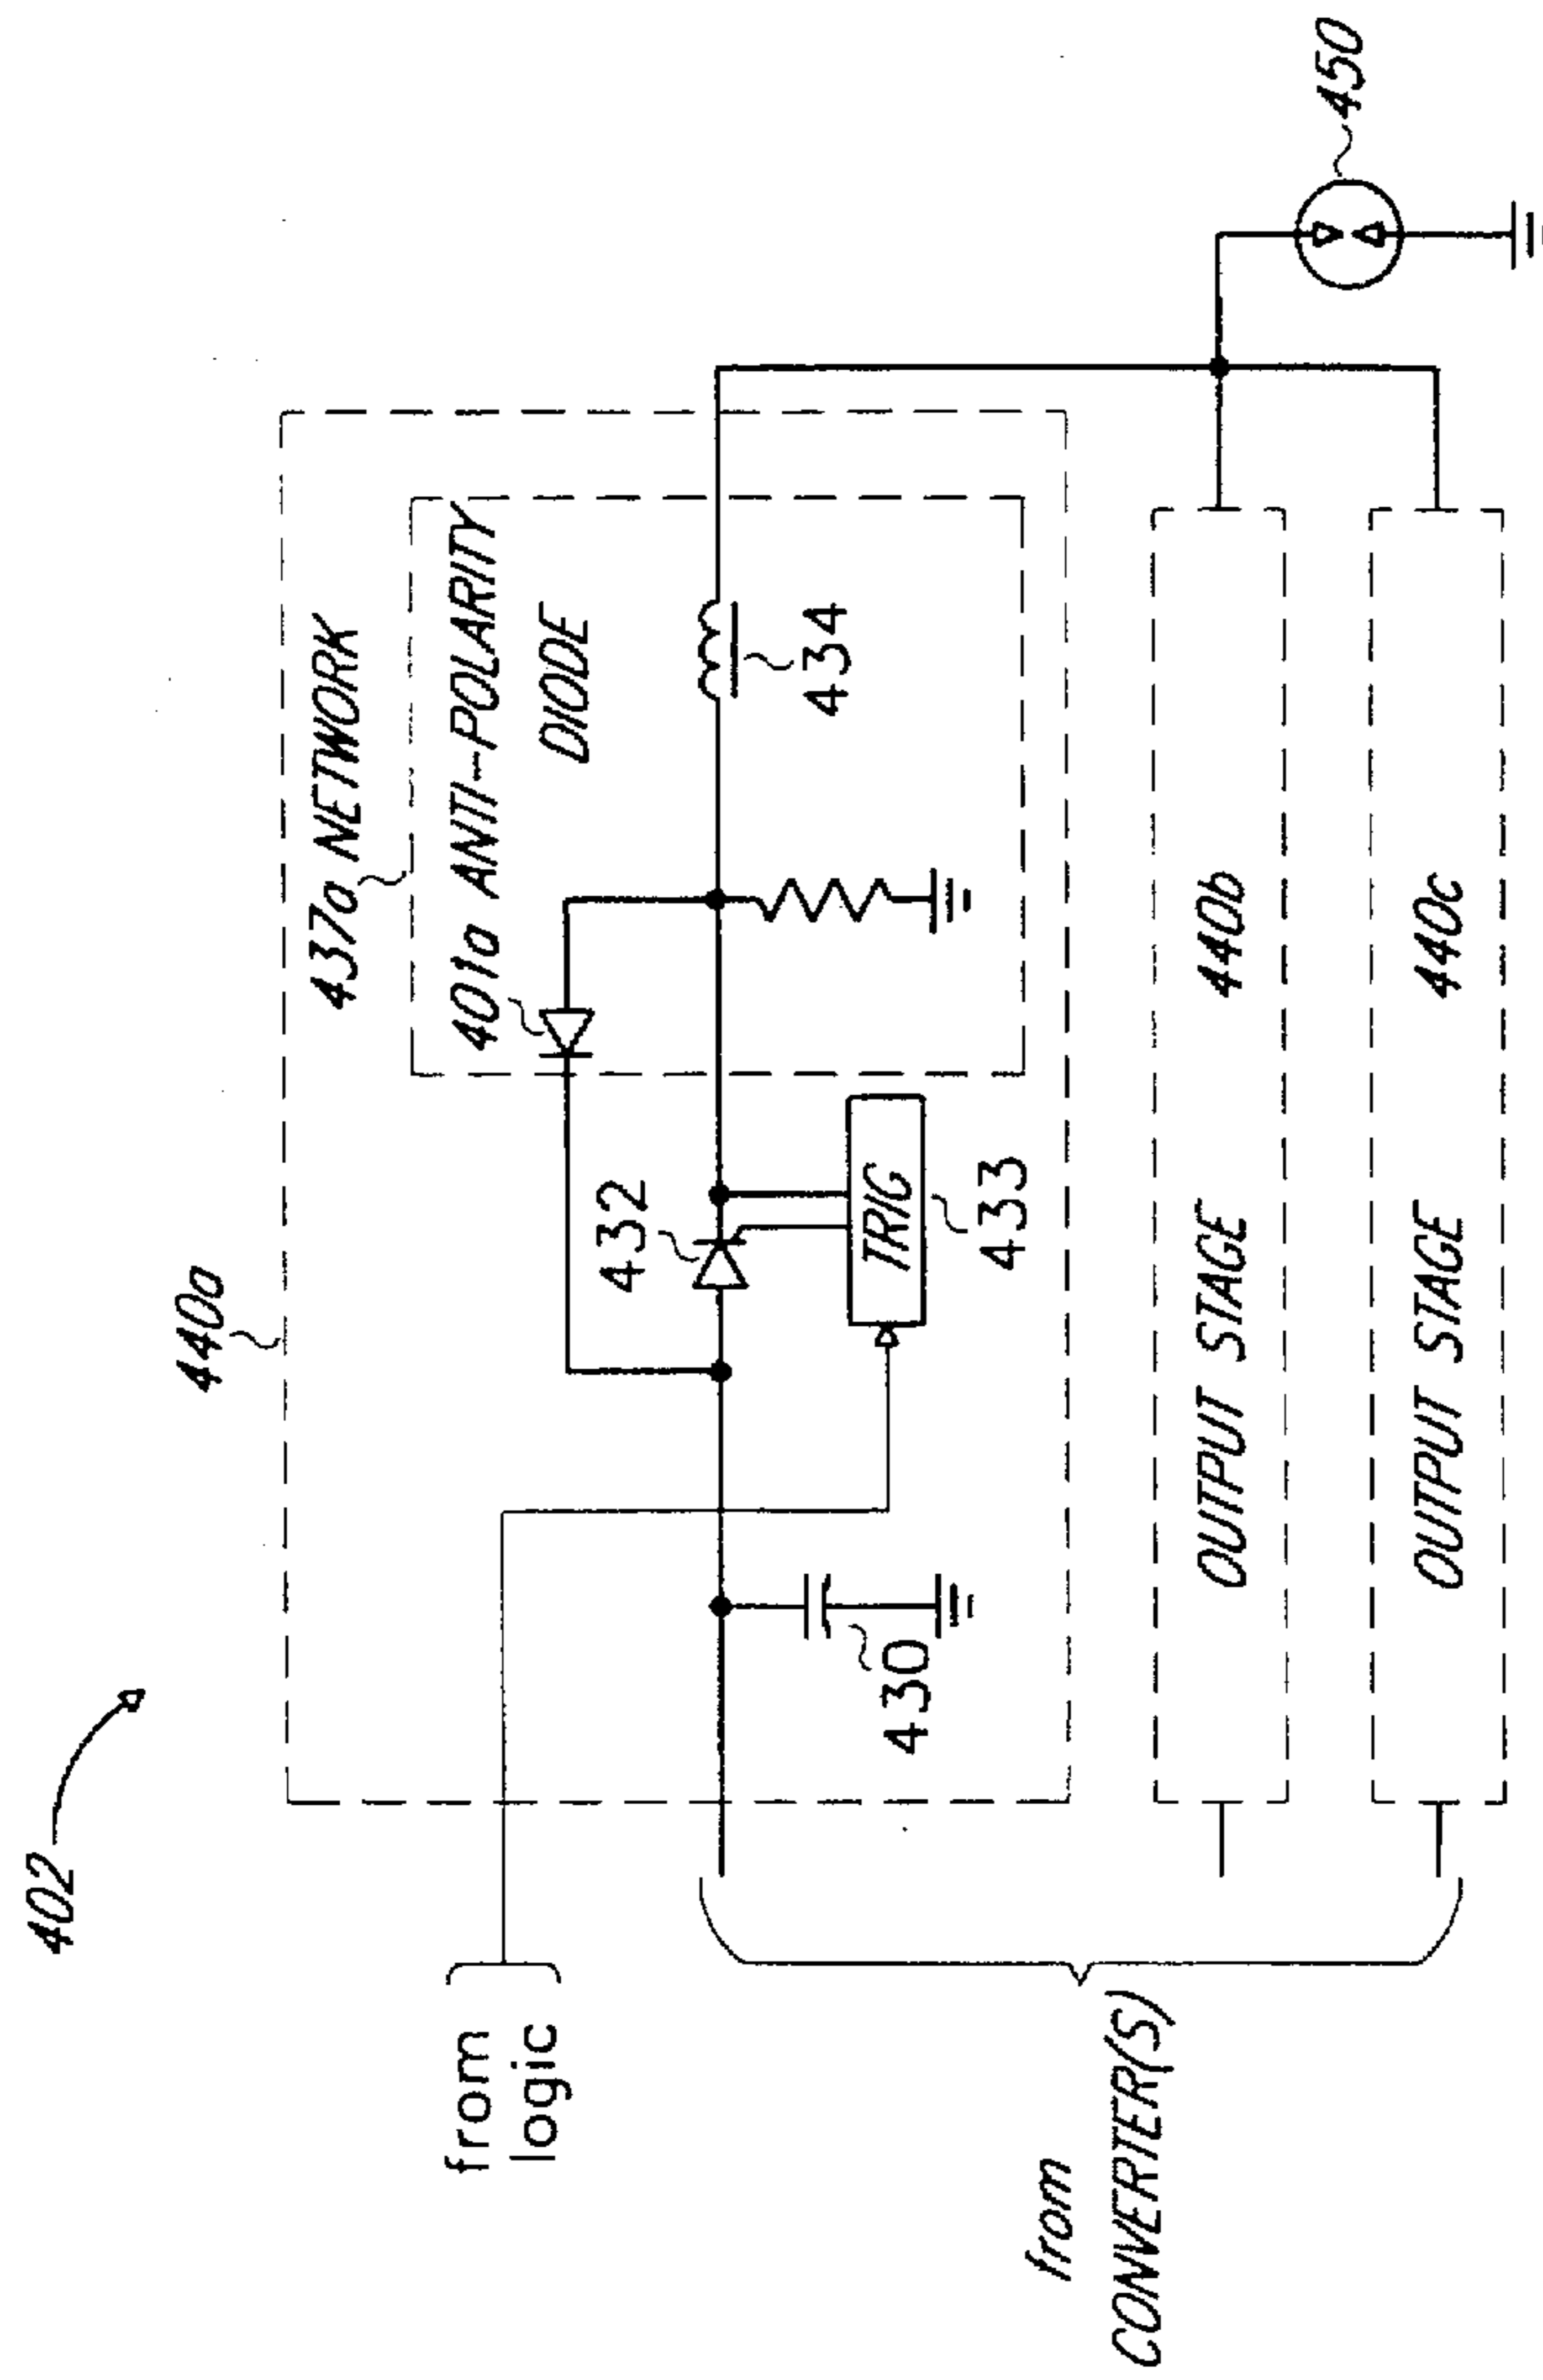 402
440a
437a NETWORK
401a ANTI-POLARITY
DIODE
from
logic
432
434
TRIG
433
430
450
from
CONVERTER(S)
OUTPUT STAGE 440b
OUTPUT STAGE 440c